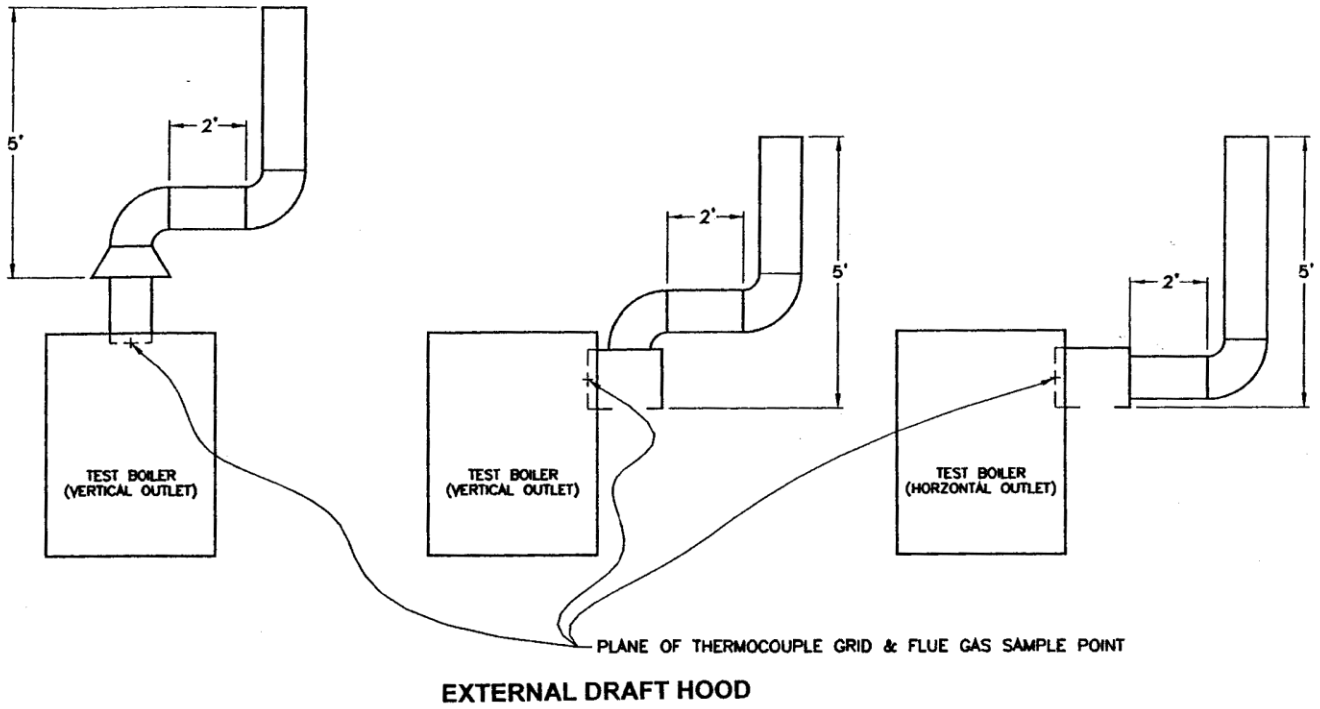 5'
2'
2'
5'
2'
5'
TEST BOILER
(VERTICAL OUTLET)
TEST BOILER
(VERTICAL OUTLET)
TEST BOILER
(HORZONTAL OUTLET)
PLANE OF THERMOCOUPLE GRID & FLUE GAS SAMPLE POINT
EXTERNAL DRAFT HOOD